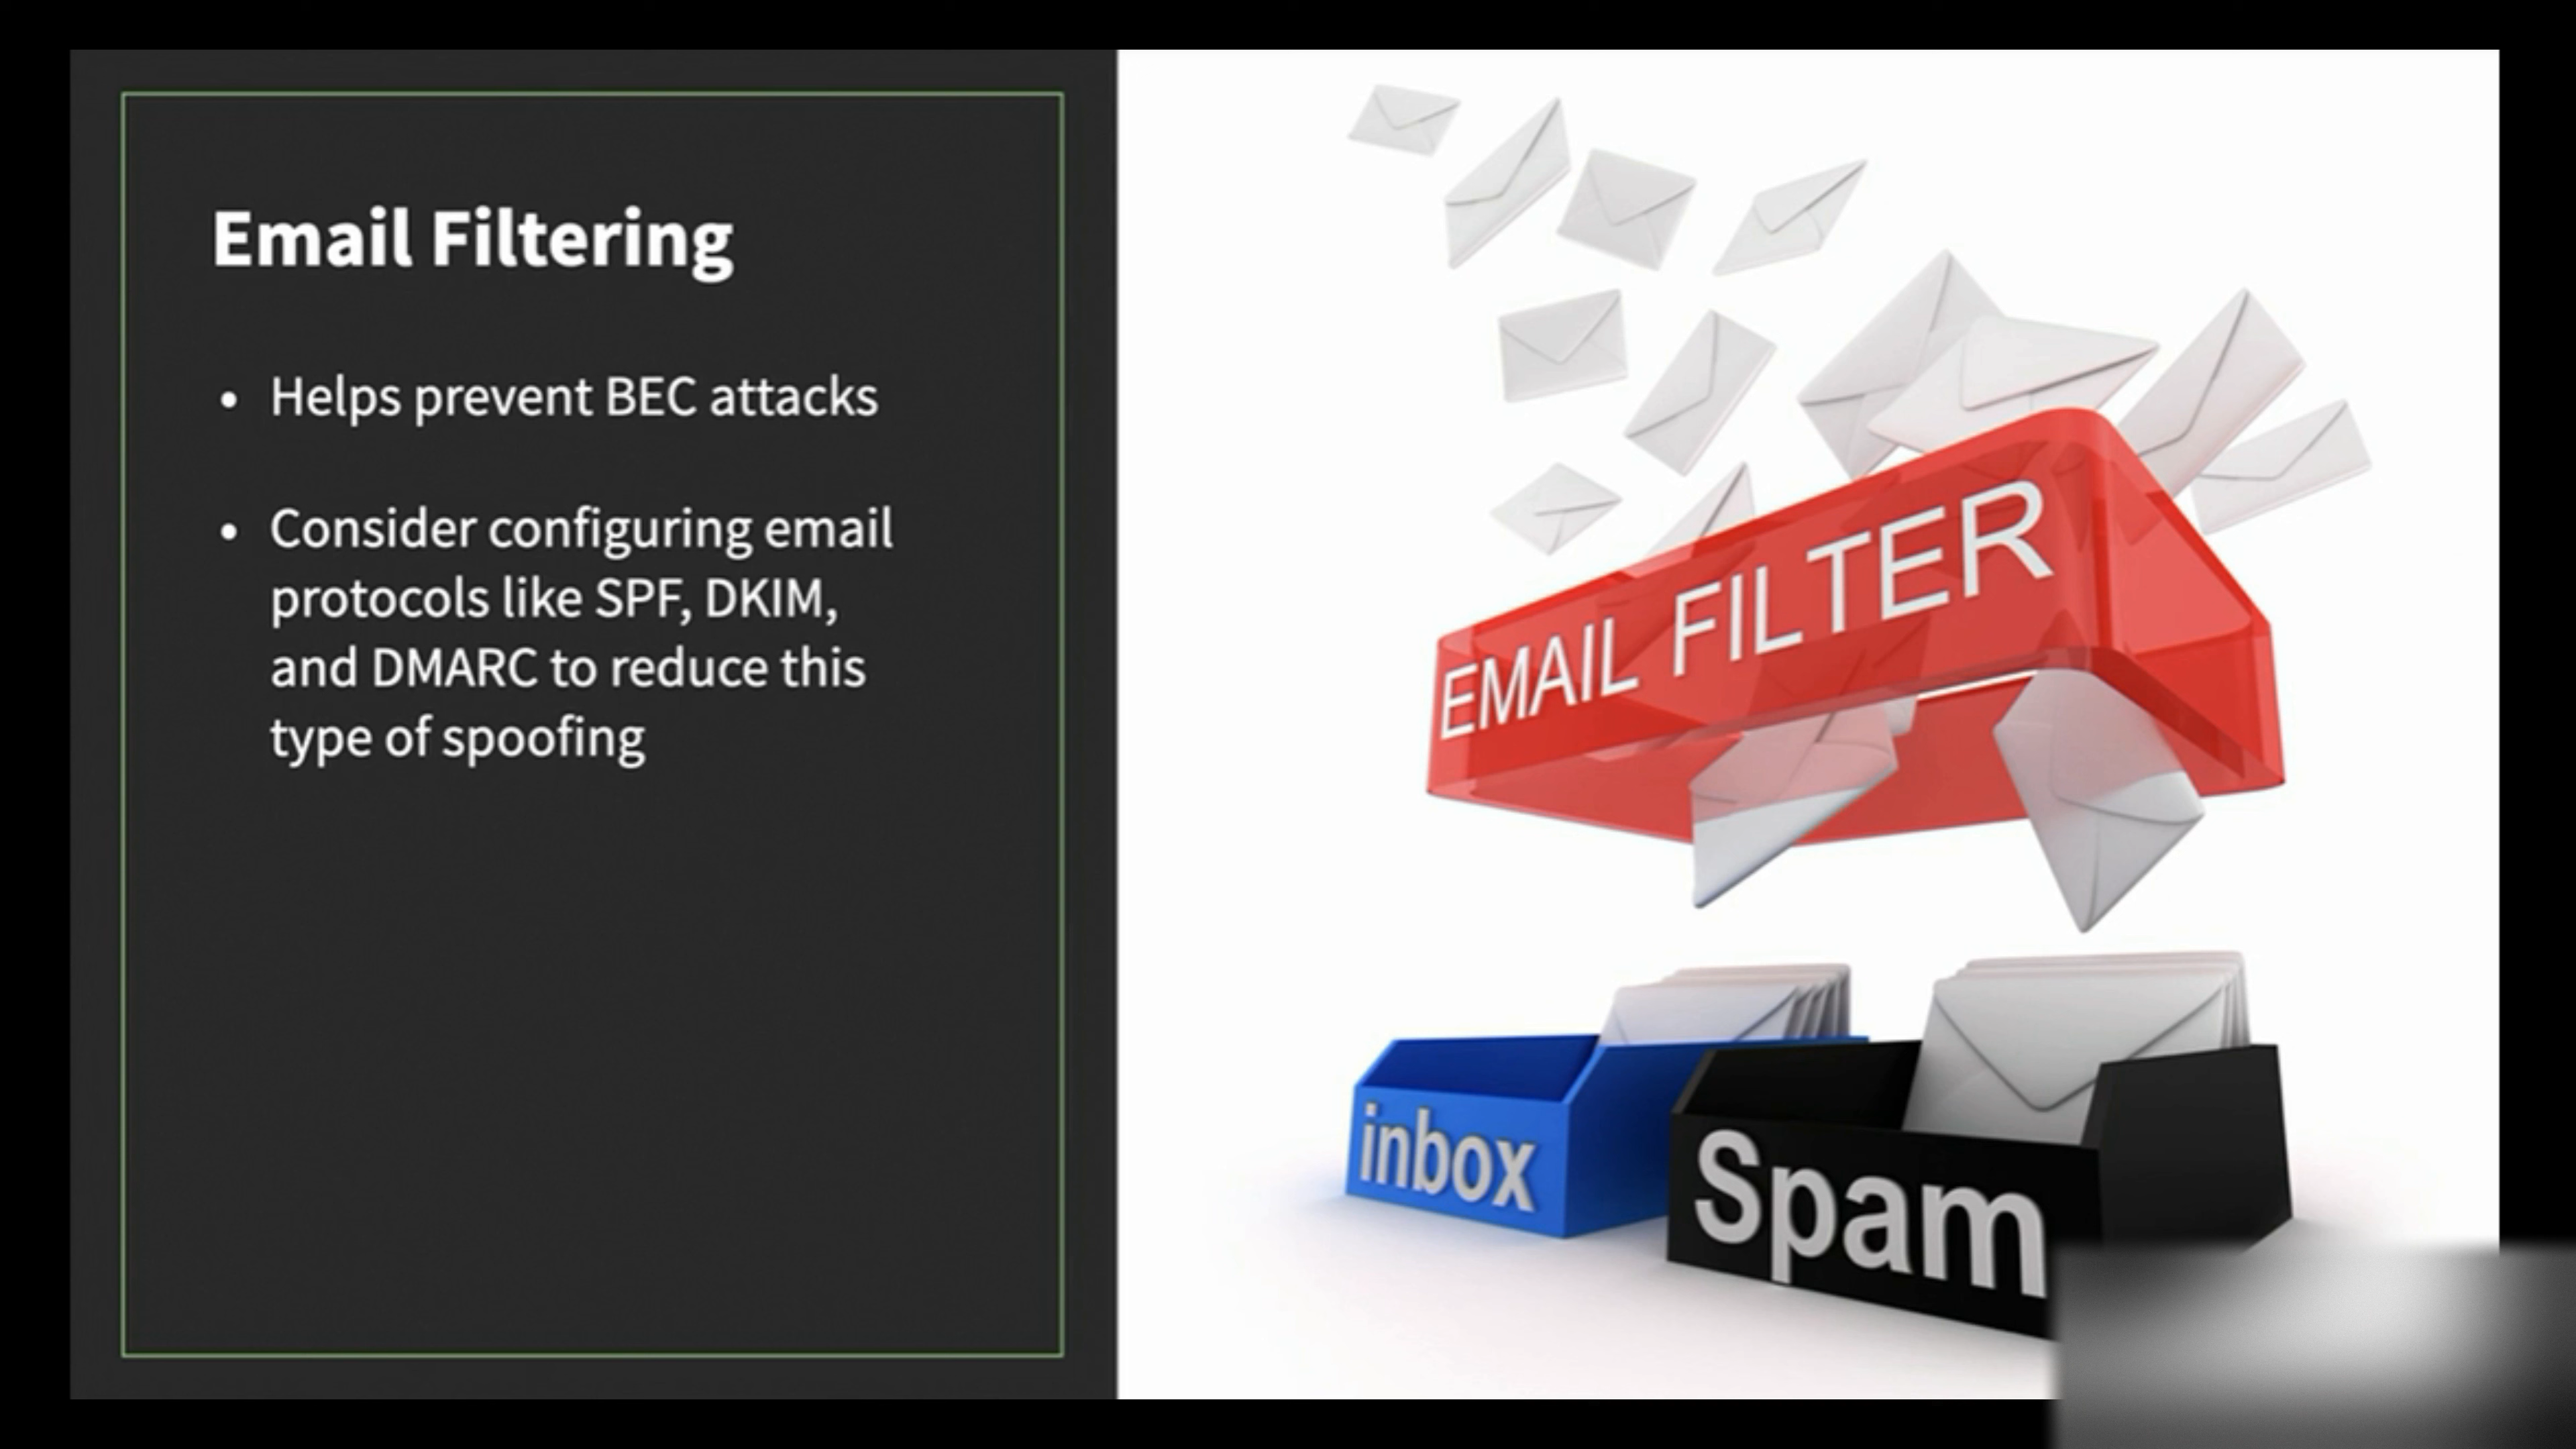 Email Filtering
• Helps prevent BEC attacks
• Consider configuring email
protocols like SPF, DKIM,
and DMARC to reduce this
type of spoofing
EMAIL FILTER
inbox
Spam